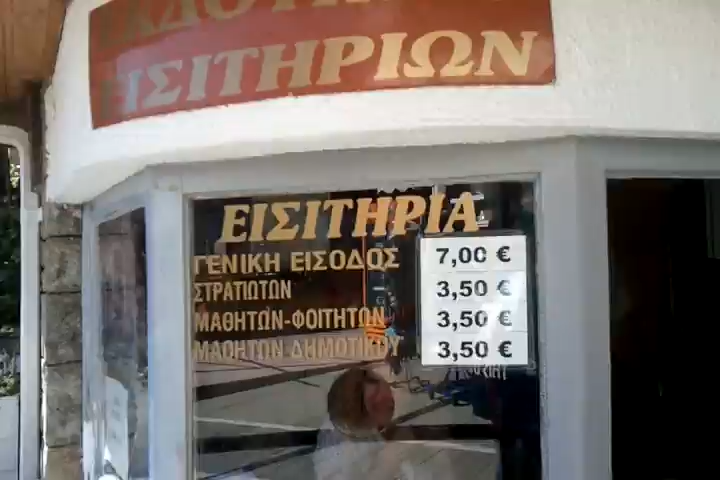 ΕΙΣΙΤΗΡΙΩΝ
ΕΙΣΙΤΗΡΙΑ
ΓΕΝΙΚΗ ΕΙΣΟΔΟΣ 7,00 €
ΣΤΡΑΤΙΩΤΩΝ 3,50 €
ΜΑΘΗΤΩΝ-ΦΟΙΤΗΤΩΝ 3,50 €
ΜΑΘΗΤΩΝ ΔΗΜΟΤΙΚΟΥ 3,50 €